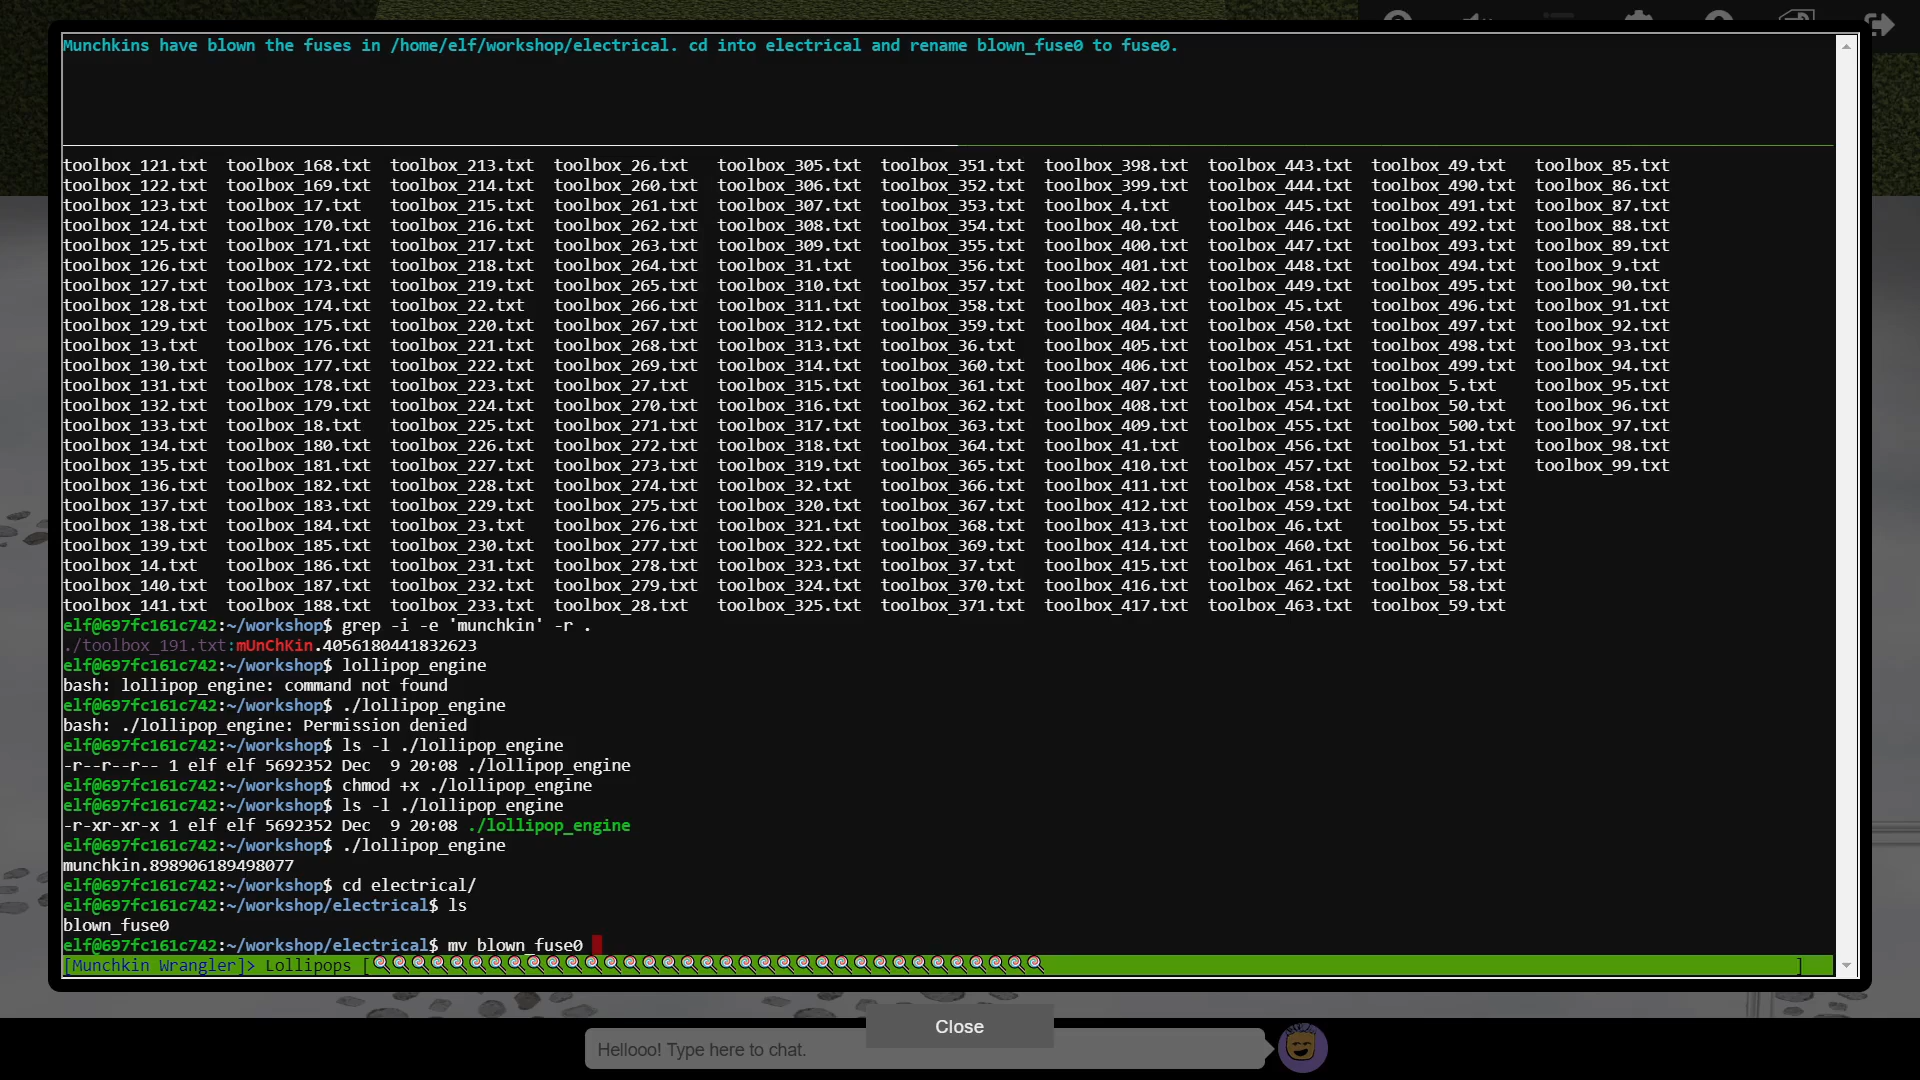 Munchkins have blown the fuses in /home/elf/workshop/electrical. cd into electrical and rename blown_fuse0 to fuse0.
toolbox_121.txt  toolbox_168.txt  toolbox_213.txt  toolbox_26.txt   toolbox_305.txt  toolbox_351.txt  toolbox_398.txt  toolbox_443.txt  toolbox_49.txt   toolbox_85.txt
toolbox_122.txt  toolbox_169.txt  toolbox_214.txt  toolbox_260.txt  toolbox_306.txt  toolbox_352.txt  toolbox_399.txt  toolbox_444.txt  toolbox_490.txt  toolbox_86.txt
toolbox_123.txt  toolbox_17.txt   toolbox_215.txt  toolbox_261.txt  toolbox_307.txt  toolbox_353.txt  toolbox_4.txt    toolbox_445.txt  toolbox_491.txt  toolbox_87.txt
toolbox_124.txt  toolbox_170.txt  toolbox_216.txt  toolbox_262.txt  toolbox_308.txt  toolbox_354.txt  toolbox_40.txt   toolbox_446.txt  toolbox_492.txt  toolbox_88.txt
toolbox_125.txt  toolbox_171.txt  toolbox_217.txt  toolbox_263.txt  toolbox_309.txt  toolbox_355.txt  toolbox_400.txt  toolbox_447.txt  toolbox_493.txt  toolbox_89.txt
toolbox_126.txt  toolbox_172.txt  toolbox_218.txt  toolbox_264.txt  toolbox_31.txt   toolbox_356.txt  toolbox_401.txt  toolbox_448.txt  toolbox_494.txt  toolbox_9.txt
toolbox_127.txt  toolbox_173.txt  toolbox_219.txt  toolbox_265.txt  toolbox_310.txt  toolbox_357.txt  toolbox_402.txt  toolbox_449.txt  toolbox_495.txt  toolbox_90.txt
toolbox_128.txt  toolbox_174.txt  toolbox_22.txt   toolbox_266.txt  toolbox_311.txt  toolbox_358.txt  toolbox_403.txt  toolbox_45.txt   toolbox_496.txt  toolbox_91.txt
toolbox_129.txt  toolbox_175.txt  toolbox_220.txt  toolbox_267.txt  toolbox_312.txt  toolbox_359.txt  toolbox_404.txt  toolbox_450.txt  toolbox_497.txt  toolbox_92.txt
toolbox_13.txt   toolbox_176.txt  toolbox_221.txt  toolbox_268.txt  toolbox_313.txt  toolbox_36.txt   toolbox_405.txt  toolbox_451.txt  toolbox_498.txt  toolbox_93.txt
toolbox_130.txt  toolbox_177.txt  toolbox_222.txt  toolbox_269.txt  toolbox_314.txt  toolbox_360.txt  toolbox_406.txt  toolbox_452.txt  toolbox_499.txt  toolbox_94.txt
toolbox_131.txt  toolbox_178.txt  toolbox_223.txt  toolbox_27.txt   toolbox_315.txt  toolbox_361.txt  toolbox_407.txt  toolbox_453.txt  toolbox_5.txt    toolbox_95.txt
toolbox_132.txt  toolbox_179.txt  toolbox_224.txt  toolbox_270.txt  toolbox_316.txt  toolbox_362.txt  toolbox_408.txt  toolbox_454.txt  toolbox_50.txt   toolbox_96.txt
toolbox_133.txt  toolbox_18.txt   toolbox_225.txt  toolbox_271.txt  toolbox_317.txt  toolbox_363.txt  toolbox_409.txt  toolbox_455.txt  toolbox_500.txt  toolbox_97.txt
toolbox_134.txt  toolbox_180.txt  toolbox_226.txt  toolbox_272.txt  toolbox_318.txt  toolbox_364.txt  toolbox_41.txt   toolbox_456.txt  toolbox_51.txt   toolbox_98.txt
toolbox_135.txt  toolbox_181.txt  toolbox_227.txt  toolbox_273.txt  toolbox_319.txt  toolbox_365.txt  toolbox_410.txt  toolbox_457.txt  toolbox_52.txt   toolbox_99.txt
toolbox_136.txt  toolbox_182.txt  toolbox_228.txt  toolbox_274.txt  toolbox_32.txt   toolbox_366.txt  toolbox_411.txt  toolbox_458.txt  toolbox_53.txt
toolbox_137.txt  toolbox_183.txt  toolbox_229.txt  toolbox_275.txt  toolbox_320.txt  toolbox_367.txt  toolbox_412.txt  toolbox_459.txt  toolbox_54.txt
toolbox_138.txt  toolbox_184.txt  toolbox_23.txt   toolbox_276.txt  toolbox_321.txt  toolbox_368.txt  toolbox_413.txt  toolbox_46.txt   toolbox_55.txt
toolbox_139.txt  toolbox_185.txt  toolbox_230.txt  toolbox_277.txt  toolbox_322.txt  toolbox_369.txt  toolbox_414.txt  toolbox_460.txt  toolbox_56.txt
toolbox_14.txt   toolbox_186.txt  toolbox_231.txt  toolbox_278.txt  toolbox_323.txt  toolbox_37.txt   toolbox_415.txt  toolbox_461.txt  toolbox_57.txt
toolbox_140.txt  toolbox_187.txt  toolbox_232.txt  toolbox_279.txt  toolbox_324.txt  toolbox_370.txt  toolbox_416.txt  toolbox_462.txt  toolbox_58.txt
toolbox_141.txt  toolbox_188.txt  toolbox_233.txt  toolbox_28.txt   toolbox_325.txt  toolbox_371.txt  toolbox_417.txt  toolbox_463.txt  toolbox_59.txt
elf@697fc161c742:~/workshop$ grep -i -e 'munchkin' -r .
./toolbox_191.txt:mUnChKin.4056180441832623
elf@697fc161c742:~/workshop$ lollipop_engine
bash: lollipop_engine: command not found
elf@697fc161c742:~/workshop$ ./lollipop_engine
bash: ./lollipop_engine: Permission denied
elf@697fc161c742:~/workshop$ ls -l ./lollipop_engine
-r--r--r-- 1 elf elf 5692352 Dec  9 20:08 ./lollipop_engine
elf@697fc161c742:~/workshop$ chmod +x ./lollipop_engine
elf@697fc161c742:~/workshop$ ls -l ./lollipop_engine
-r-xr-xr-x 1 elf elf 5692352 Dec  9 20:08 ./lollipop_engine
elf@697fc161c742:~/workshop$ ./lollipop_engine
munchkin.898906189498077
elf@697fc161c742:~/workshop$ cd electrical/
elf@697fc161c742:~/workshop/electrical$ ls
blown_fuse0
elf@697fc161c742:~/workshop/electrical$ mv blown_fuse0
[Munchkin Wrangler]> Lollipops [ ]
Close
Hellooo! Type here to chat.